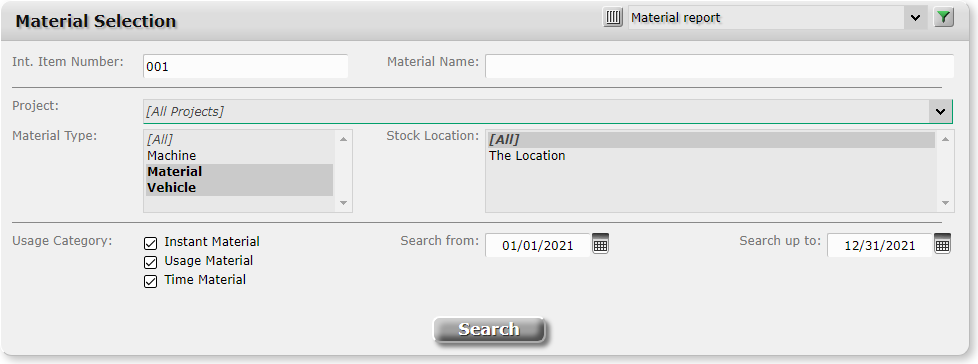 Material Selection
Material report
Int. Item Number:
001
Material Name:
Project:
[All Projects]
Material Type:
[All]
Machine
Material
Vehicle
Stock Location:
[All]
The Location
Usage Category:
Instant Material
Usage Material
Time Material
Search from:
01/01/2021
Search up to:
12/31/2021
Search